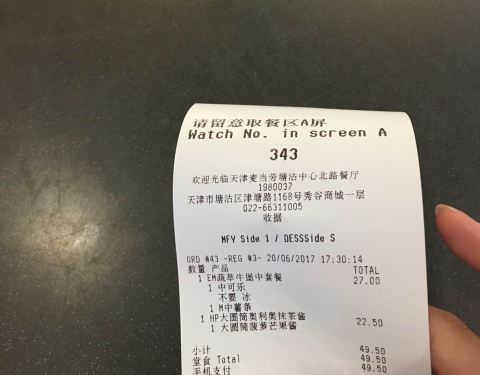 请留意取餐区A屏
Watch No. in screen A
343
欢迎光临天津麦当劳塘沽中心北路餐厅
1980037
天津市塘沽区津塘路1168号秀谷商城一层
022-66311005
收据
MFY Side 1 / DESSSide S
ORD #43 -REG #3- 20/06/2017 17:30:14
数量 产品 TOTAL
1 EM蔬萃牛堡中套餐 27.00
1 中可乐
不要 冰
1 M中薯条
1 HP大圆筒奥利奥抹茶酱 22.50
1 大圆筒菠萝芒果酱
小计 49.50
堂食 Total 49.50
手机支付 49.50